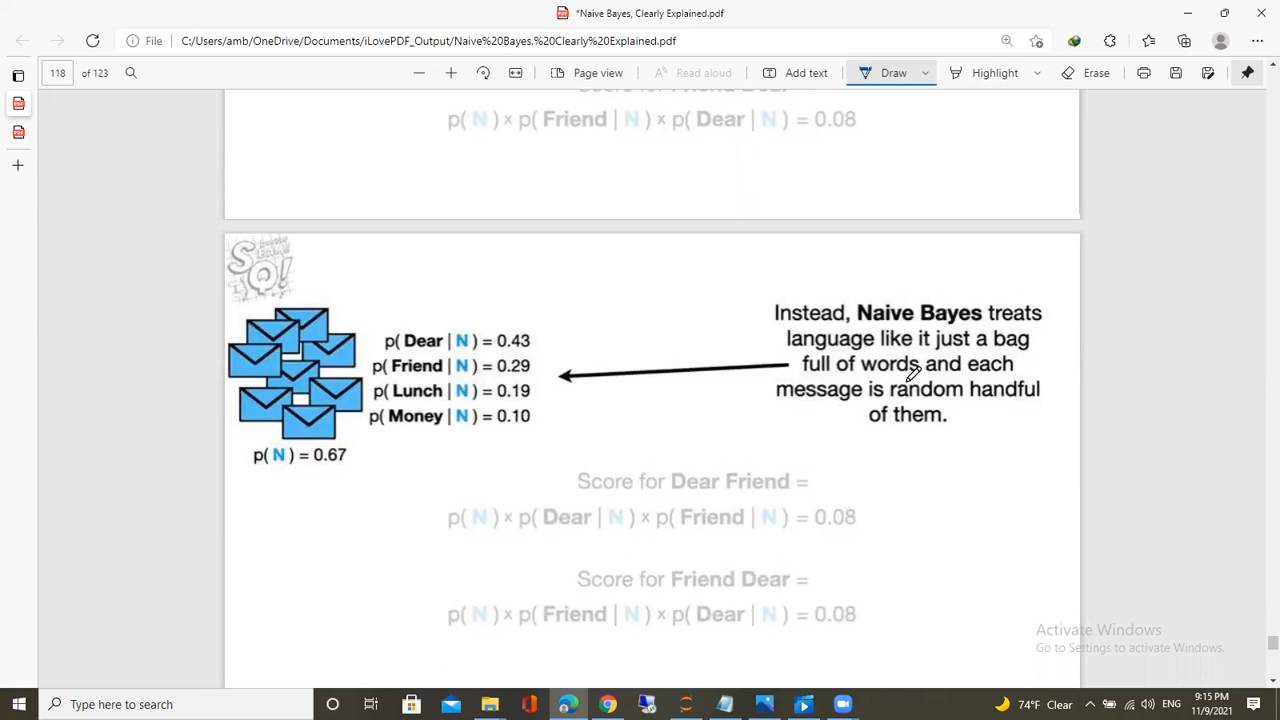 *Naive Bayes, Clearly Explained.pdf
File C:/Users/amb/OneDrive/Documents/iLovePDF_Output/Naive%20Bayes,%20Clearly%20Explained.pdf
118 of 123 Page view Read aloud Add text Draw Highlight Erase
p( N ) × p( Friend | N ) × p( Dear | N ) = 0.08
Instead, Naive Bayes treats
language like it just a bag
full of words and each
message is random handful
of them.
p( Dear | N ) = 0.43
p( Friend | N ) = 0.29
p( Lunch | N ) = 0.19
p( Money | N ) = 0.10
p( N ) = 0.67
Score for Dear Friend =
p( N ) × p( Dear | N ) × p( Friend | N ) = 0.08
Score for Friend Dear =
p( N ) × p( Friend | N ) × p( Dear | N ) = 0.08
Activate Windows
Go to Settings to activate Windows.
Type here to search
74°F Clear
ENG
9:15 PM
11/9/2021